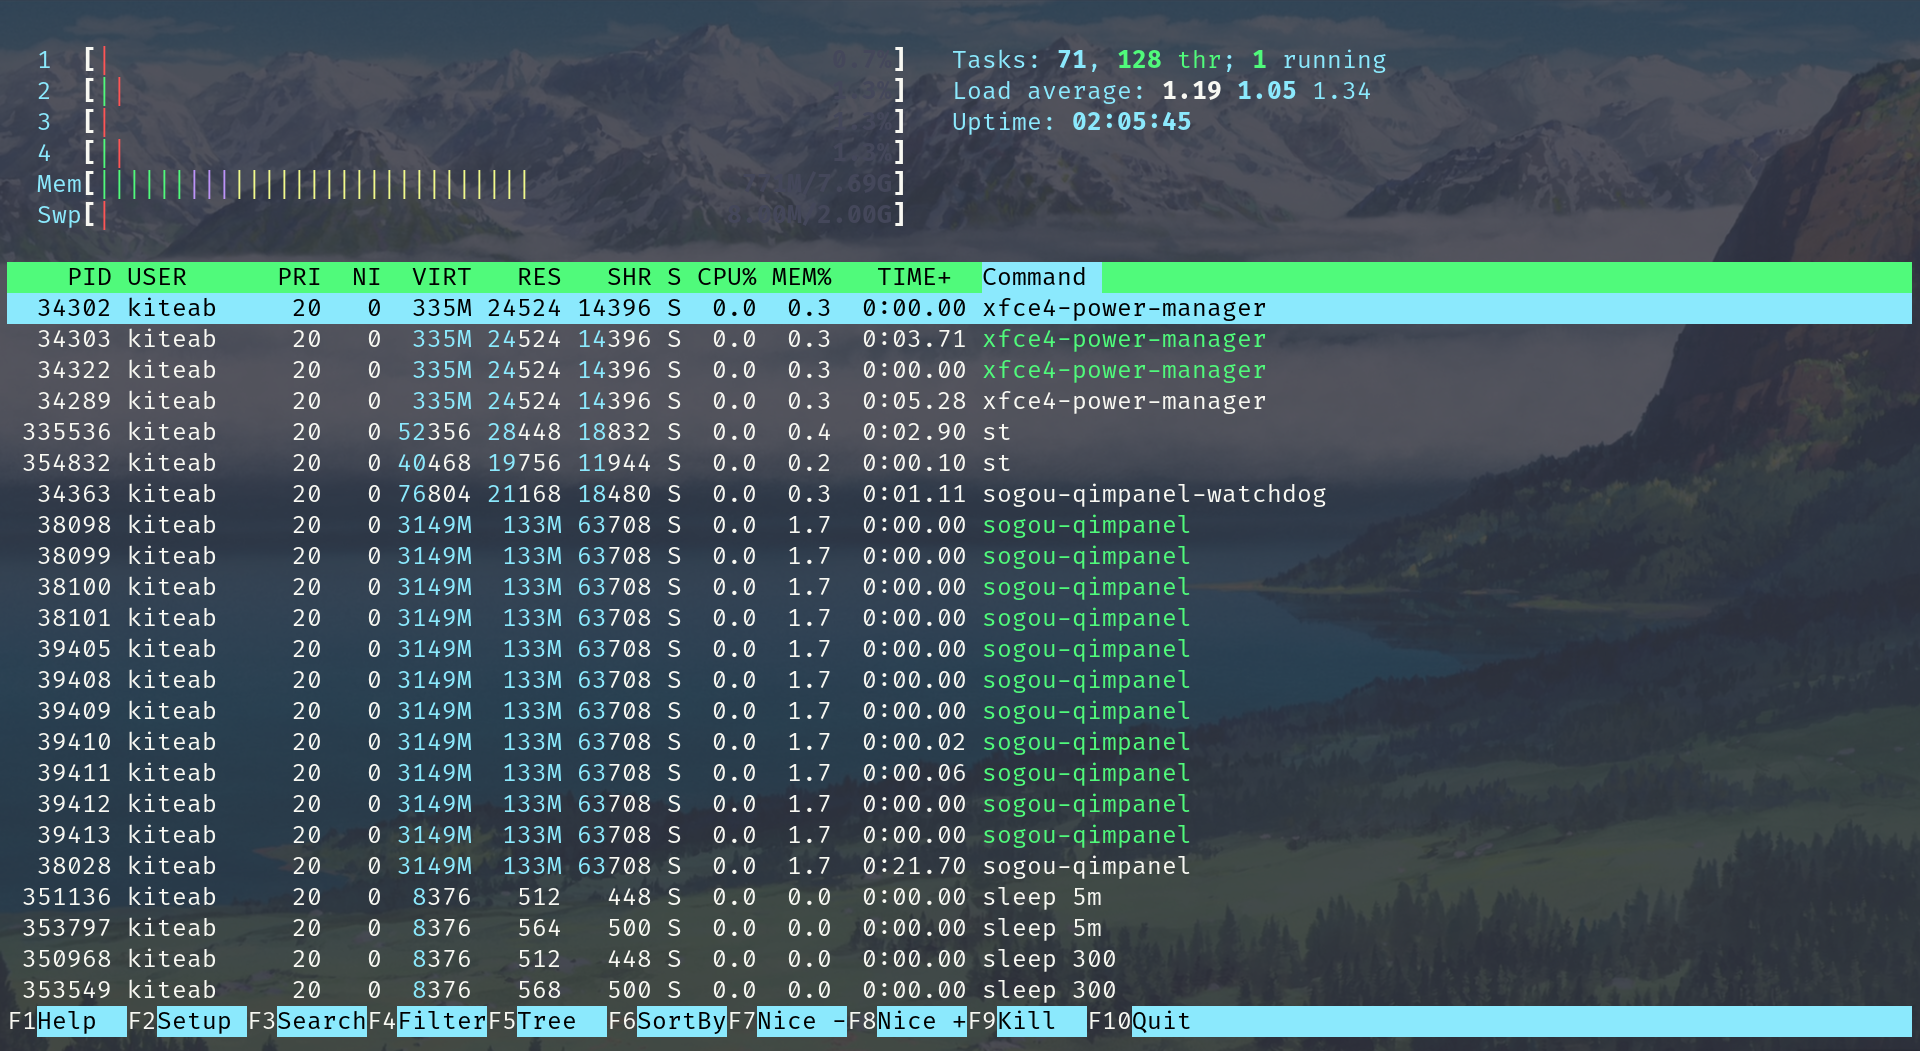 1 [| ]
2 [|| ]
3 [| ]
4 [|| ]
Mem[||||||||||||||||||||||||||||| /7.69G]
Swp[| 2.00G]
Tasks: 71, 128 thr; 1 running
Load average: 1.19 1.05 1.34
Uptime: 02:05:45
PID USER PRI NI VIRT RES SHR S CPU% MEM% TIME+ Command
34302 kiteab 20 0 335M 24524 14396 S 0.0 0.3 0:00.00 xfce4-power-manager
34303 kiteab 20 0 335M 24524 14396 S 0.0 0.3 0:03.71 xfce4-power-manager
34322 kiteab 20 0 335M 24524 14396 S 0.0 0.3 0:00.00 xfce4-power-manager
34289 kiteab 20 0 335M 24524 14396 S 0.0 0.3 0:05.28 xfce4-power-manager
335536 kiteab 20 0 52356 28448 18832 S 0.0 0.4 0:02.90 st
354832 kiteab 20 0 40468 19756 11944 S 0.0 0.2 0:00.10 st
34363 kiteab 20 0 76804 21168 18480 S 0.0 0.3 0:01.11 sogou-qimpanel-watchdog
38098 kiteab 20 0 3149M 133M 63708 S 0.0 1.7 0:00.00 sogou-qimpanel
38099 kiteab 20 0 3149M 133M 63708 S 0.0 1.7 0:00.00 sogou-qimpanel
38100 kiteab 20 0 3149M 133M 63708 S 0.0 1.7 0:00.00 sogou-qimpanel
38101 kiteab 20 0 3149M 133M 63708 S 0.0 1.7 0:00.00 sogou-qimpanel
39405 kiteab 20 0 3149M 133M 63708 S 0.0 1.7 0:00.00 sogou-qimpanel
39408 kiteab 20 0 3149M 133M 63708 S 0.0 1.7 0:00.00 sogou-qimpanel
39409 kiteab 20 0 3149M 133M 63708 S 0.0 1.7 0:00.00 sogou-qimpanel
39410 kiteab 20 0 3149M 133M 63708 S 0.0 1.7 0:00.02 sogou-qimpanel
39411 kiteab 20 0 3149M 133M 63708 S 0.0 1.7 0:00.06 sogou-qimpanel
39412 kiteab 20 0 3149M 133M 63708 S 0.0 1.7 0:00.00 sogou-qimpanel
39413 kiteab 20 0 3149M 133M 63708 S 0.0 1.7 0:00.00 sogou-qimpanel
38028 kiteab 20 0 3149M 133M 63708 S 0.0 1.7 0:21.70 sogou-qimpanel
351136 kiteab 20 0 8376 512 448 S 0.0 0.0 0:00.00 sleep 5m
353797 kiteab 20 0 8376 564 500 S 0.0 0.0 0:00.00 sleep 5m
350968 kiteab 20 0 8376 512 448 S 0.0 0.0 0:00.00 sleep 300
353549 kiteab 20 0 8376 568 500 S 0.0 0.0 0:00.00 sleep 300
F1Help F2Setup F3SearchF4FilterF5Tree F6SortByF7Nice -F8Nice +F9Kill F10Quit